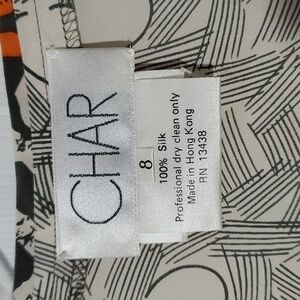 CHAR
8
100% Silk
Professional dry clean only
Made in Hong Kong
RN 13438